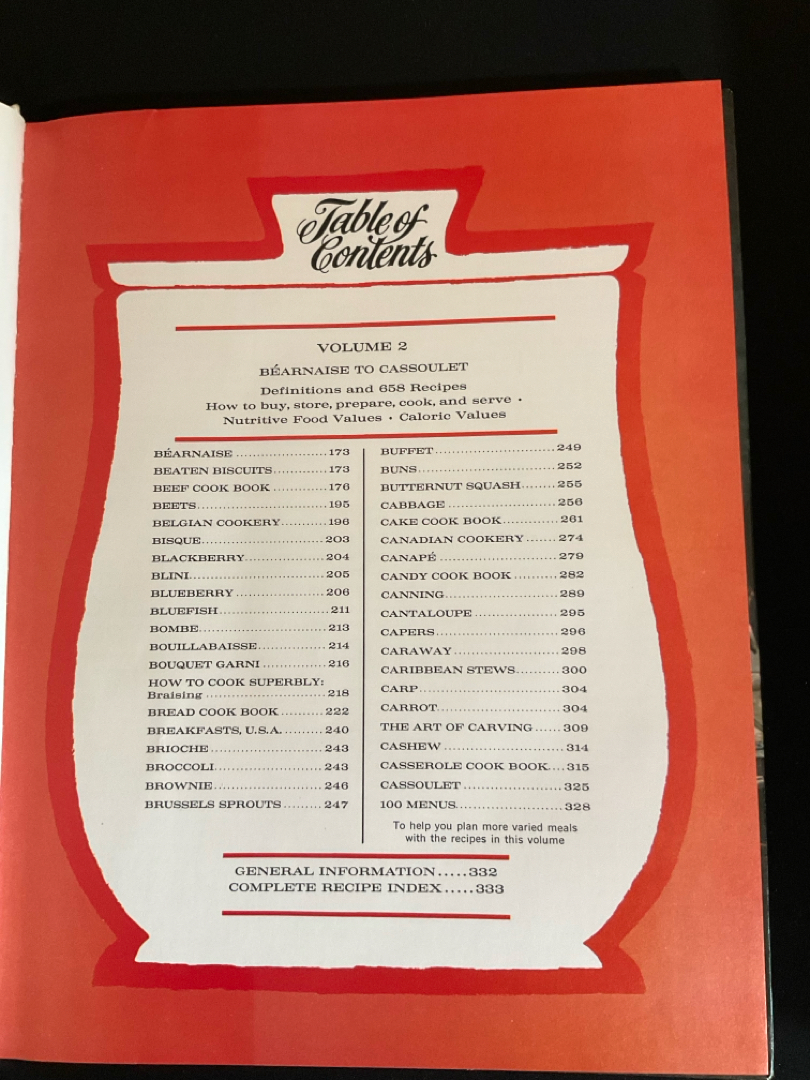 Table of
Contents
VOLUME 2
BÉARNAISE TO CASSOULET
Definitions and 658 Recipes
How to buy, store, prepare, cook, and serve •
Nutritive Food Values • Caloric Values
BÉARNAISE ......................173
BEATEN BISCUITS.............173
BEEF COOK BOOK .............176
BEETS................................195
BELGIAN COOKERY...........196
BISQUE..............................203
BLACKBERRY....................204
BLINI..................................205
BLUEBERRY ......................206
BLUEFISH...........................211
BOMBE...............................213
BOUILLABAISSE.................214
BOUQUET GARNI ...............216
HOW TO COOK SUPERBLY:
Braising .............................218
BREAD COOK BOOK ..........222
BREAKFASTS, U.S.A. .........240
BRIOCHE ...........................243
BROCCOLI..........................243
BROWNIE ..........................246
BRUSSELS SPROUTS .........247
BUFFET.............................249
BUNS.................................252
BUTTERNUT SQUASH........255
CABBAGE ..........................256
CAKE COOK BOOK.............261
CANADIAN COOKERY .......274
CANAPÉ ............................279
CANDY COOK BOOK ..........282
CANNING...........................289
CANTALOUPE ....................295
CAPERS.............................296
CARAWAY .........................298
CARIBBEAN STEWS...........300
CARP.................................304
CARROT.............................304
THE ART OF CARVING ......309
CASHEW ...........................314
CASSEROLE COOK BOOK....315
CASSOULET ......................325
100 MENUS.........................328
To help you plan more varied meals
with the recipes in this volume
GENERAL INFORMATION.....332
COMPLETE RECIPE INDEX.....333